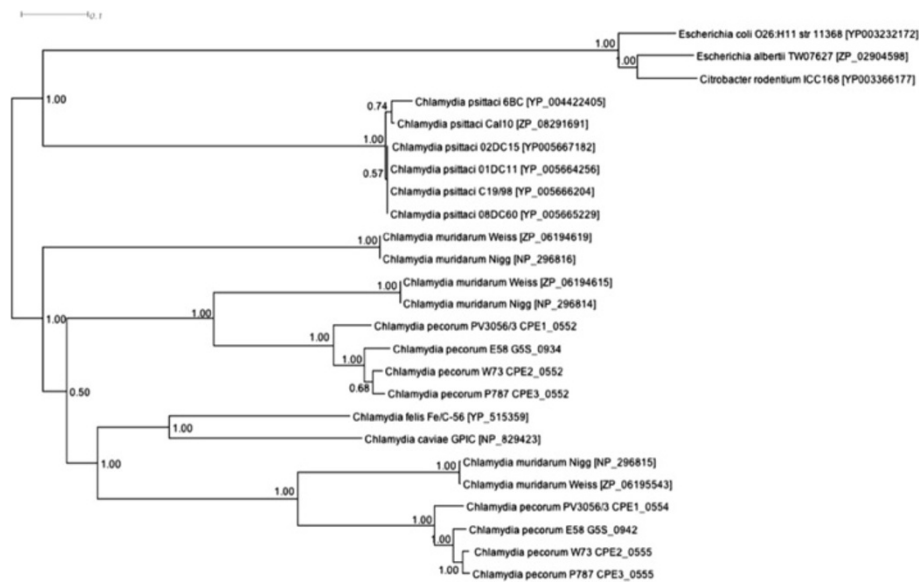 0.1
Escherichia coli O26:H11 str 11368 [YP003232172]
1.00
Escherichia albertii TW07627 [ZP_02904598]
1.00
Citrobacter rodentium ICC168 [YP003366177]
1.00
Chlamydia psittaci 6BC [YP_004422405]
0.74
Chlamydia psittaci Cal10 [ZP_08291691]
1.00
Chlamydia psittaci 02DC15 [YP005667182]
Chlamydia psittaci 01DC11 [YP_005664256]
0.57
Chlamydia psittaci C19/98 [YP_005666204]
Chlamydia psittaci 08DC60 [YP_005665229]
Chlamydia muridarum Weiss [ZP_06194619]
1.00
Chlamydia muridarum Nigg [NP_296816]
Chlamydia muridarum Weiss [ZP_06194615]
1.00
Chlamydia muridarum Nigg [NP_296814]
1.00
1.00
Chlamydia pecorum PV3056/3 CPE1_0552
1.00
Chlamydia pecorum E58 G5S_0934
1.00
Chlamydia pecorum W73 CPE2_0552
0.68
Chlamydia pecorum P787 CPE3_0552
0.50
Chlamydia felis Fe/C-56 [YP_515359]
1.00
Chlamydia caviae GPIC [NP_829423]
1.00
Chlamydia muridarum Nigg [NP_296815]
1.00
Chlamydia muridarum Weiss [ZP_06195543]
1.00
Chlamydia pecorum PV3056/3 CPE1_0554
1.00
Chlamydia pecorum E58 G5S_0942
1.00
Chlamydia pecorum W73 CPE2_0555
1.00
Chlamydia pecorum P787 CPE3_0555